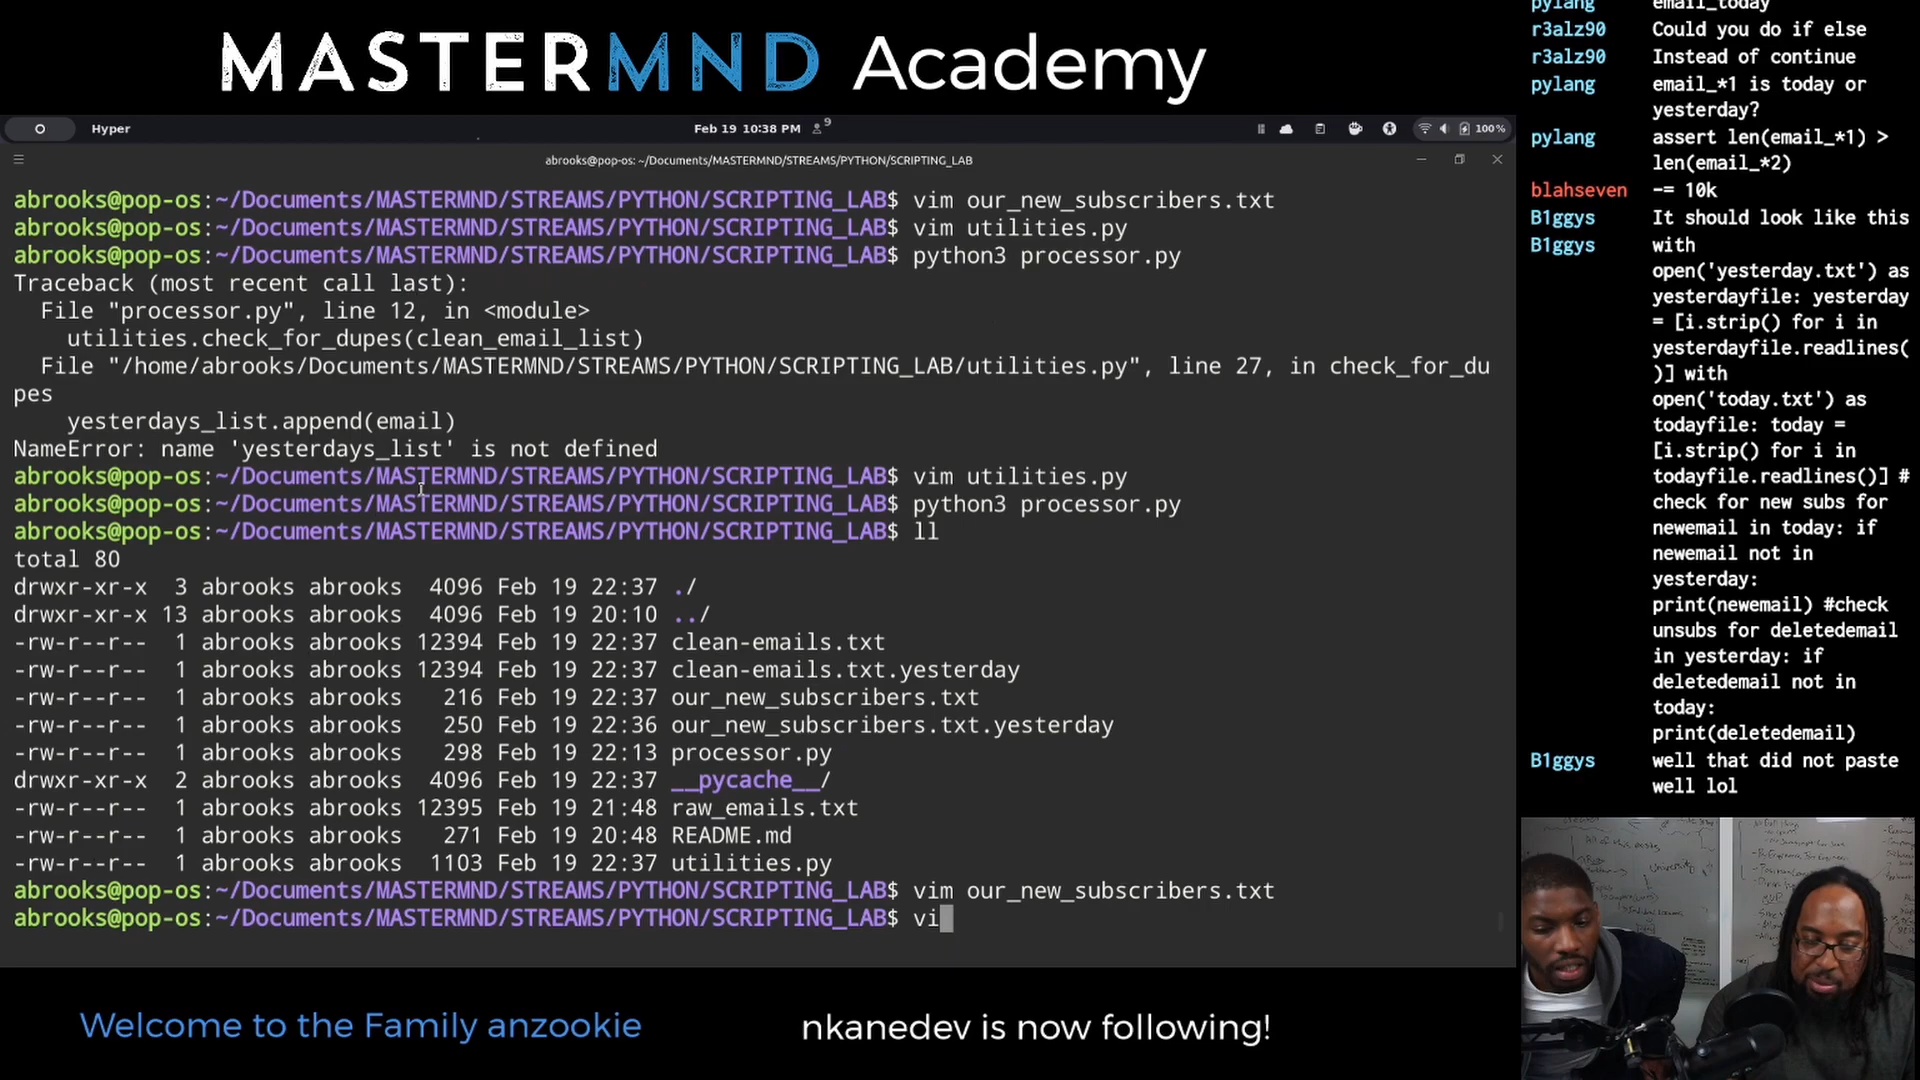 MASTERMND Academy
Hyper
Feb 19 10:38 PM
9
100%
abrooks@pop-os: ~/Documents/MASTERMND/STREAMS/PYTHON/SCRIPTING_LAB
abrooks@pop-os:~/Documents/MASTERMND/STREAMS/PYTHON/SCRIPTING_LAB$ vim our_new_subscribers.txt
abrooks@pop-os:~/Documents/MASTERMND/STREAMS/PYTHON/SCRIPTING_LAB$ vim utilities.py
abrooks@pop-os:~/Documents/MASTERMND/STREAMS/PYTHON/SCRIPTING_LAB$ python3 processor.py
Traceback (most recent call last):
  File "processor.py", line 12, in <module>
    utilities.check_for_dupes(clean_email_list)
  File "/home/abrooks/Documents/MASTERMND/STREAMS/PYTHON/SCRIPTING_LAB/utilities.py", line 27, in check_for_du
pes
    yesterdays_list.append(email)
NameError: name 'yesterdays_list' is not defined
abrooks@pop-os:~/Documents/MASTERMND/STREAMS/PYTHON/SCRIPTING_LAB$ vim utilities.py
abrooks@pop-os:~/Documents/MASTERMND/STREAMS/PYTHON/SCRIPTING_LAB$ python3 processor.py
abrooks@pop-os:~/Documents/MASTERMND/STREAMS/PYTHON/SCRIPTING_LAB$ ll
total 80
drwxr-xr-x  3 abrooks abrooks  4096 Feb 19 22:37 ./
drwxr-xr-x 13 abrooks abrooks  4096 Feb 19 20:10 ../
-rw-r--r--  1 abrooks abrooks 12394 Feb 19 22:37 clean-emails.txt
-rw-r--r--  1 abrooks abrooks 12394 Feb 19 22:37 clean-emails.txt.yesterday
-rw-r--r--  1 abrooks abrooks   216 Feb 19 22:37 our_new_subscribers.txt
-rw-r--r--  1 abrooks abrooks   250 Feb 19 22:36 our_new_subscribers.txt.yesterday
-rw-r--r--  1 abrooks abrooks   298 Feb 19 22:13 processor.py
drwxr-xr-x  2 abrooks abrooks  4096 Feb 19 22:37 __pycache__/
-rw-r--r--  1 abrooks abrooks 12395 Feb 19 21:48 raw_emails.txt
-rw-r--r--  1 abrooks abrooks   271 Feb 19 20:48 README.md
-rw-r--r--  1 abrooks abrooks  1103 Feb 19 22:37 utilities.py
abrooks@pop-os:~/Documents/MASTERMND/STREAMS/PYTHON/SCRIPTING_LAB$ vim our_new_subscribers.txt
abrooks@pop-os:~/Documents/MASTERMND/STREAMS/PYTHON/SCRIPTING_LAB$ vi
pylang email_today
r3alz90 Could you do if else
r3alz90 Instead of continue
pylang email_*1 is today or
yesterday?
pylang assert len(email_*1) >
len(email_*2)
blahseven -= 10k
B1ggys It should look like this
B1ggys with
open('yesterday.txt') as
yesterdayfile: yesterday
= [i.strip() for i in
yesterdayfile.readlines(
)] with
open('today.txt') as
todayfile: today =
[i.strip() for i in
todayfile.readlines()] #
check for new subs for
newemail in today: if
newemail not in
yesterday:
print(newemail) #check
unsubs for deletedemail
in yesterday: if
deletedemail not in
today:
print(deletedemail)
B1ggys well that did not paste
well lol
Welcome to the Family anzookie
nkanedev is now following!